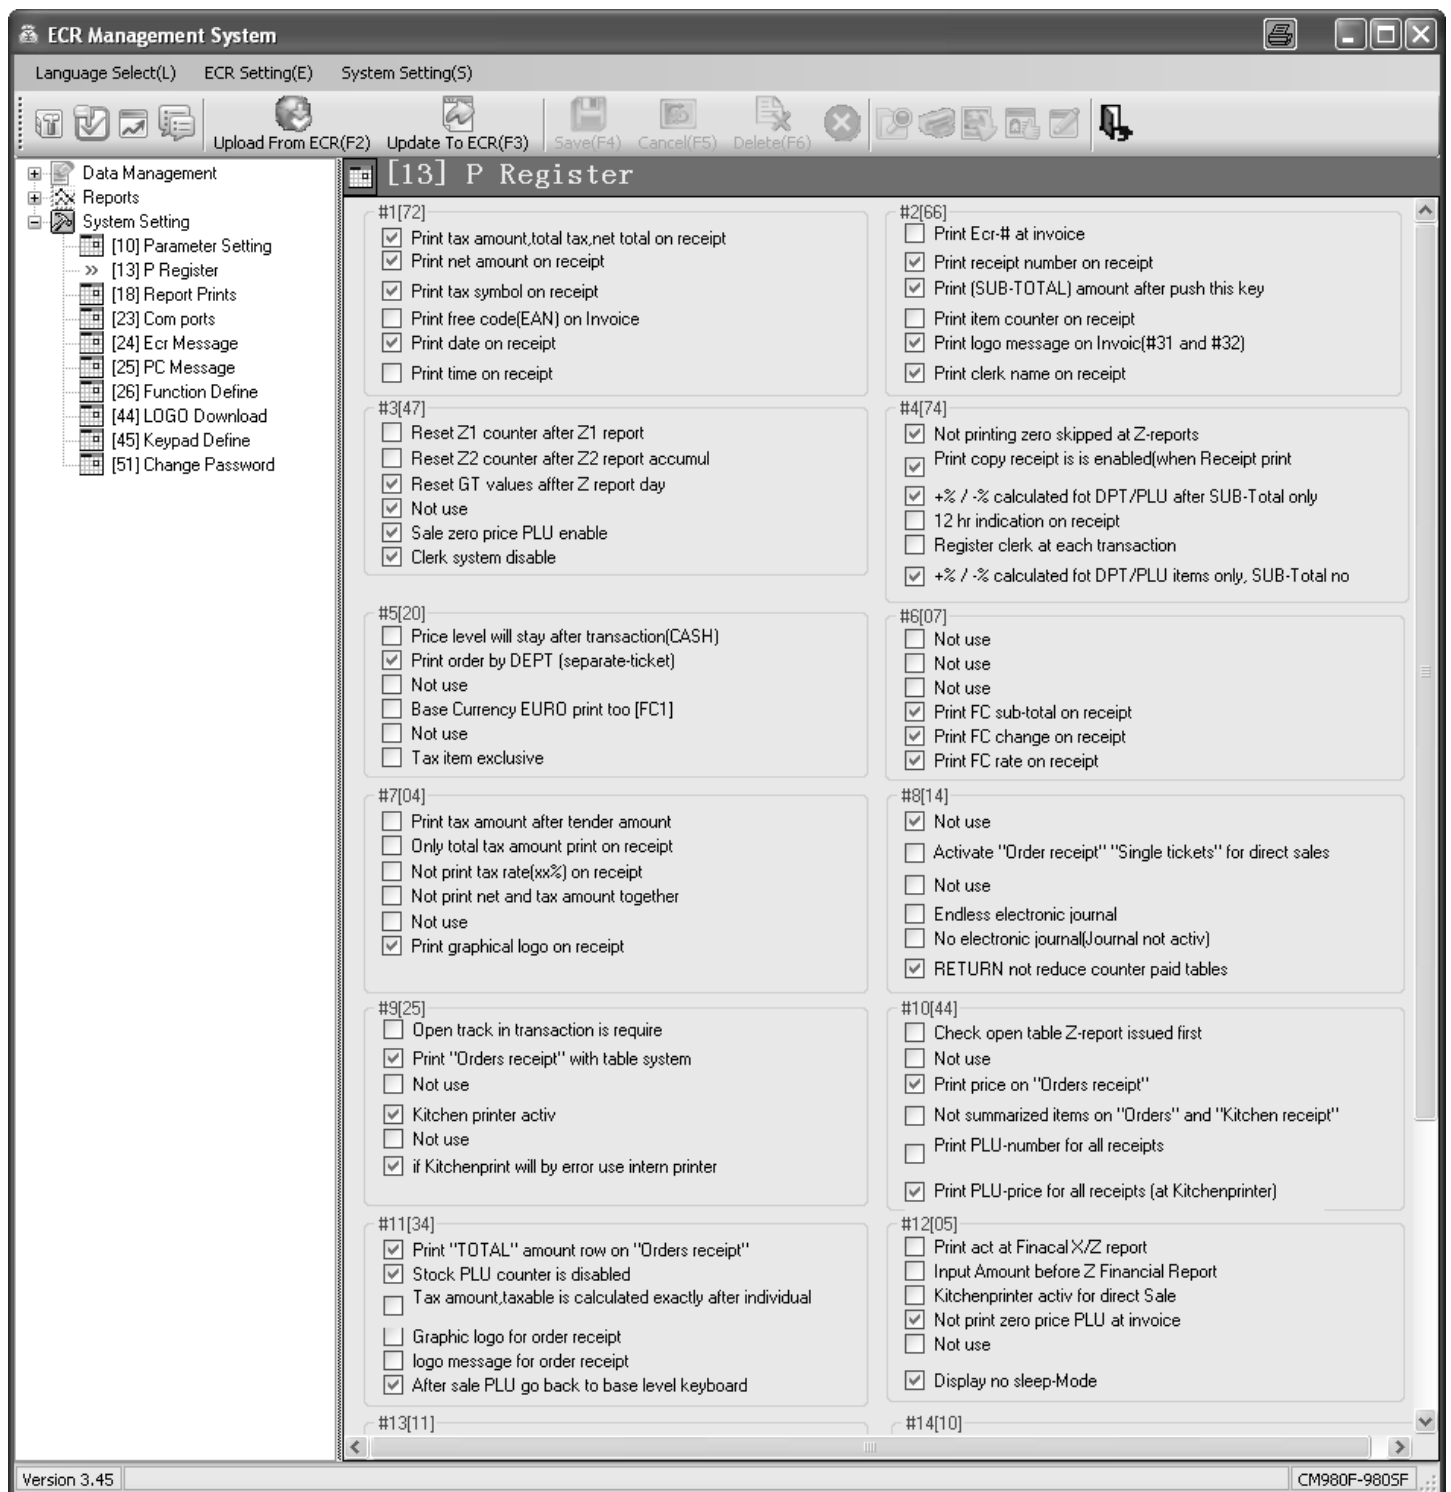 ECR Management System
Language Select(L) ECR Setting(E) System Setting(S)
Upload From ECR(F2) Update To ECR(F3) Save(F4) Cancel(F5) Delete(F6)
Data Management
Reports
System Setting
[10] Parameter Setting
[13] P Register
[18] Report Prints
[23] Com ports
[24] Ecr Message
[25] PC Message
[26] Function Define
[44] LOGO Download
[45] Keypad Define
[51] Change Password
[13] P Register
#1[72]
Print tax amount,total tax,net total on receipt
Print net amount on receipt
Print tax symbol on receipt
Print free code(EAN) on Invoice
Print date on receipt
Print time on receipt
#2[66]
Print Ecr-# at invoice
Print receipt number on receipt
Print (SUB-TOTAL) amount after push this key
Print item counter on receipt
Print logo message on Invoic(#31 and #32)
Print clerk name on receipt
#3[47]
Reset Z1 counter after Z1 report
Reset Z2 counter after Z2 report accumul
Reset GT values affter Z report day
Not use
Sale zero price PLU enable
Clerk system disable
#4[74]
Not printing zero skipped at Z-reports
Print copy receipt is is enabled(when Receipt print
+% / -% calculated fot DPT/PLU after SUB-Total only
12 hr indication on receipt
Register clerk at each transaction
+% / -% calculated fot DPT/PLU items only, SUB-Total no
#5[20]
Price level will stay after transaction(CASH)
Print order by DEPT (separate-ticket)
Not use
Base Currency EURO print too [FC1]
Not use
Tax item exclusive
#6[07]
Not use
Not use
Not use
Print FC sub-total on receipt
Print FC change on receipt
Print FC rate on receipt
#7[04]
Print tax amount after tender amount
Only total tax amount print on receipt
Not print tax rate(xx%) on receipt
Not print net and tax amount together
Not use
Print graphical logo on receipt
#8[14]
Not use
Activate "Order receipt" "Single tickets" for direct sales
Not use
Endless electronic journal
No electronic journal(Journal not activ)
RETURN not reduce counter paid tables
#9[25]
Open track in transaction is require
Print "Orders receipt" with table system
Not use
Kitchen printer activ
Not use
if Kitchenprint will by error use intern printer
#10[44]
Check open table Z-report issued first
Not use
Print price on "Orders receipt"
Not summarized items on "Orders" and "Kitchen receipt"
Print PLU-number for all receipts
Print PLU-price for all receipts (at Kitchenprinter)
#11[34]
Print "TOTAL" amount row on "Orders receipt"
Stock PLU counter is disabled
Tax amount,taxable is calculated exactly after individual
Graphic logo for order receipt
logo message for order receipt
After sale PLU go back to base level keyboard
#12[05]
Print act at Finacal X/Z report
Input Amount before Z Financial Report
Kitchenprinter activ for direct Sale
Not print zero price PLU at invoice
Not use
Display no sleep-Mode
#13[11]
#14[10]
Version 3.45
CM980F-980SF